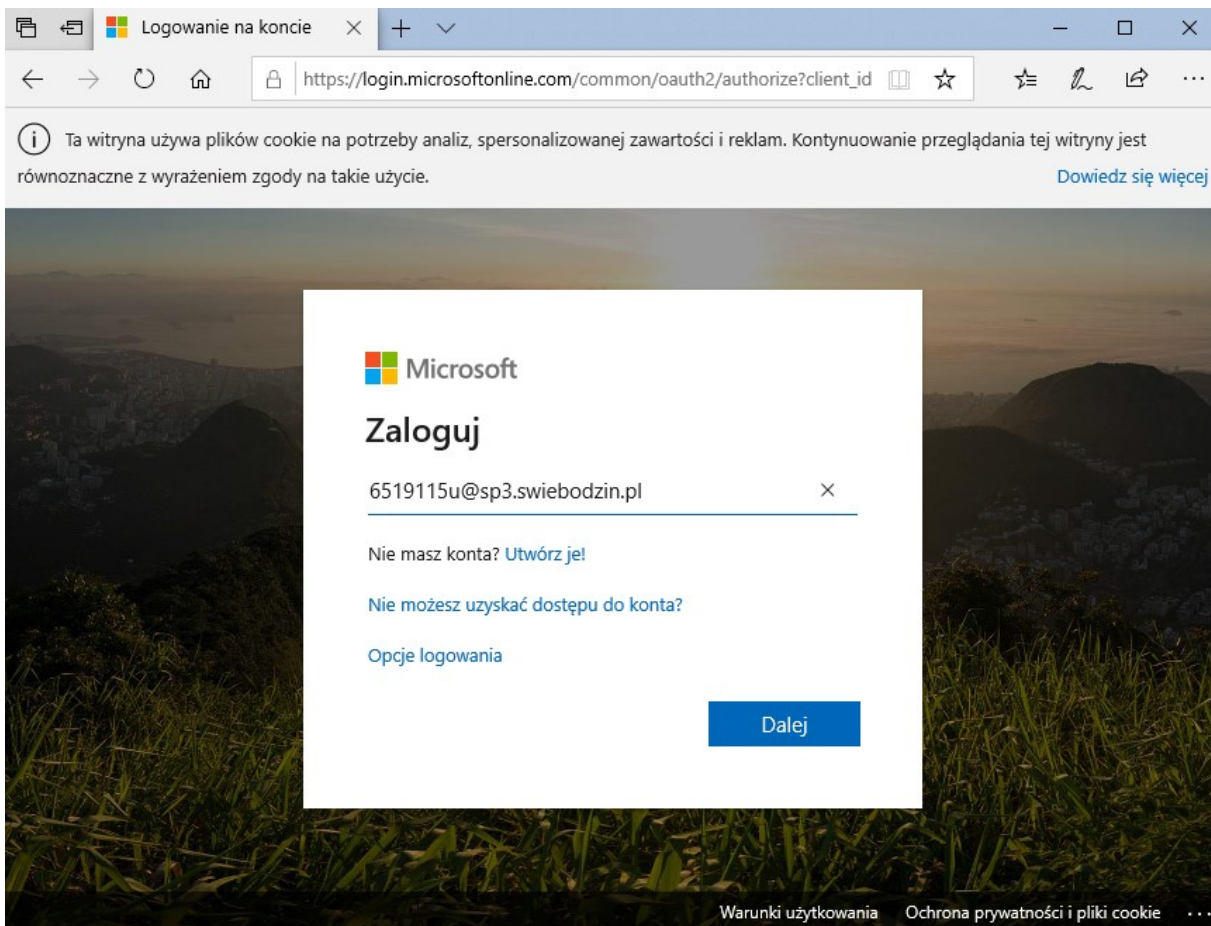 Logowanie na koncie
https://login.microsoftonline.com/common/oauth2/authorize?client_id
Ta witryna używa plików cookie na potrzeby analiz, spersonalizowanej zawartości i reklam. Kontynuowanie przeglądania tej witryny jest
równoznaczne z wyrażeniem zgody na takie użycie.
Dowiedz się więcej
Microsoft
Zaloguj
6519115u@sp3.swiebodzin.pl
Nie masz konta? Utwórz je!
Nie możesz uzyskać dostępu do konta?
Opcje logowania
Dalej
Warunki użytkowania Ochrona prywatności i pliki cookie ...